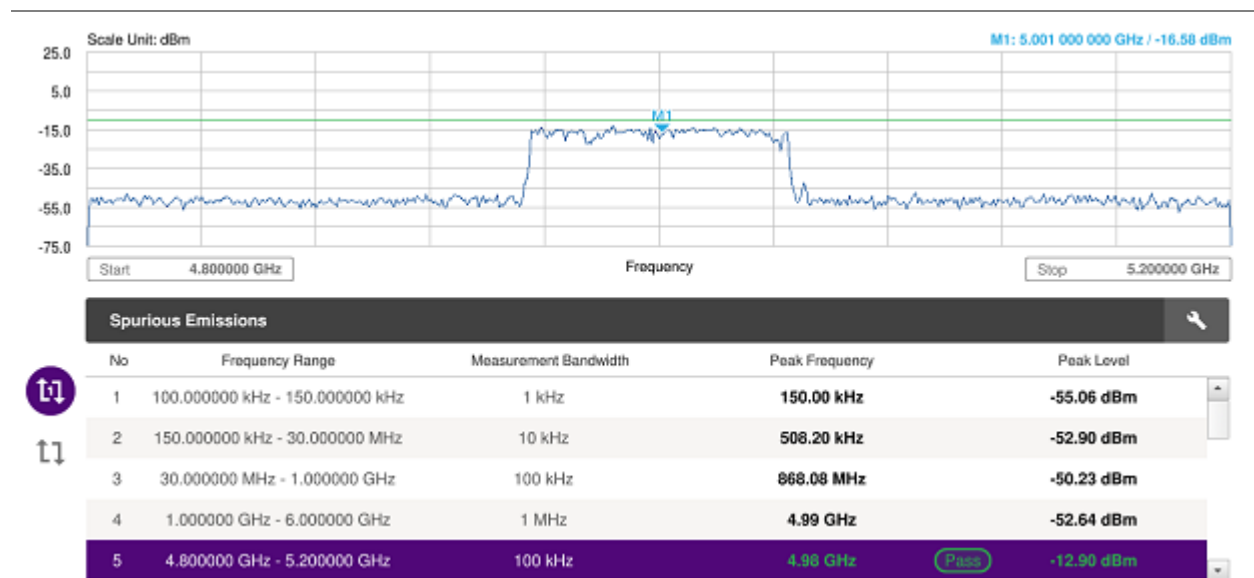 Scale Unit: dBm M1: 5.001 000 000 GHz / -16.58 dBm
25.0
5.0
M1
-15.0
-35.0
-55.0
-75.0
Start 4.800000 GHz Frequency Stop 5.200000 GHz
Spurious Emissions
No Frequency Range Measurement Bandwidth Peak Frequency Peak Level
1 100.000000 kHz - 150.000000 kHz 1 kHz 150.00 kHz -55.06 dBm
2 150.000000 kHz - 30.000000 MHz 10 kHz 508.20 kHz -52.90 dBm
3 30.000000 MHz - 1.000000 GHz 100 kHz 868.08 MHz -50.23 dBm
4 1.000000 GHz - 6.000000 GHz 1 MHz 4.99 GHz -52.64 dBm
5 4.800000 GHz - 5.200000 GHz 100 kHz 4.98 GHz Pass -12.90 dBm